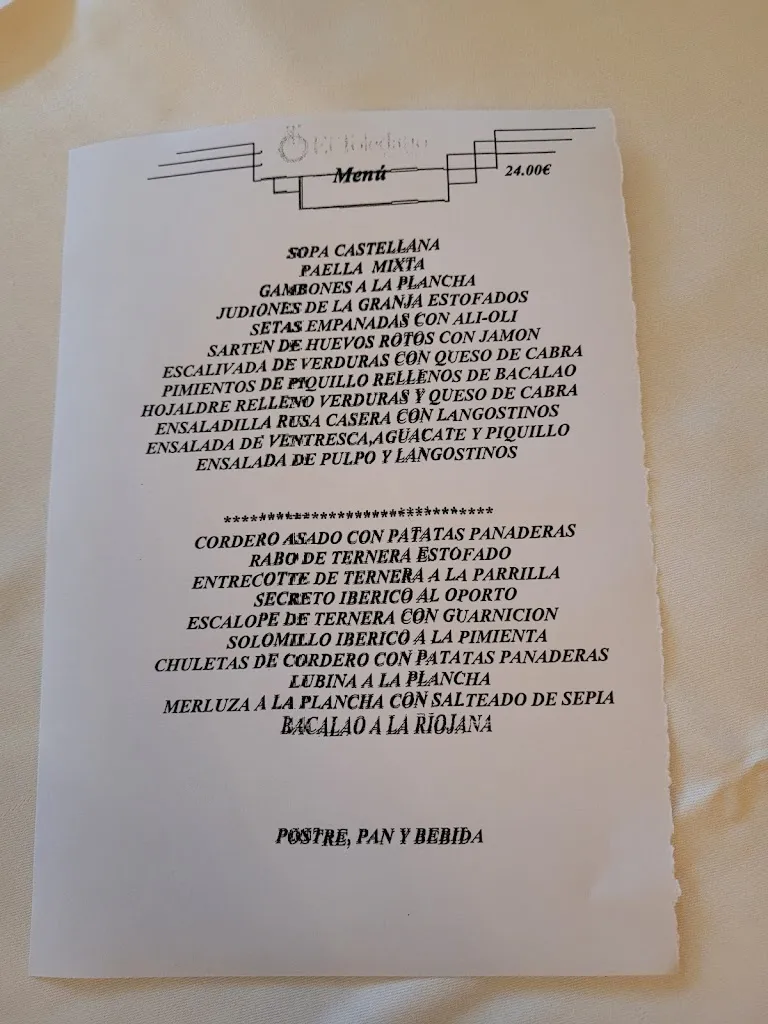 El Toledano
Menú
24.00€
SOPA CASTELLANA
PAELLA MIXTA
GAMBONES A LA PLANCHA
JUDIONES DE LA GRANJA ESTOFADOS
SETAS EMPANADAS CON ALI-OLI
SARTEN DE HUEVOS ROTOS CON JAMON
ESCALIVADA DE VERDURAS CON QUESO DE CABRA
PIMIENTOS DE PIQUILLO RELLENOS DE BACALAO
HOJALDRE RELLENO VERDURAS Y QUESO DE CABRA
ENSALADILLA RUSA CASERA CON LANGOSTINOS
ENSALADA DE VENTRESCA,AGUACATE Y PIQUILLO
ENSALADA DE PULPO Y LANGOSTINOS
******************************
CORDERO ASADO CON PATATAS PANADERAS
RABO DE TERNERA ESTOFADO
ENTRECOTTE DE TERNERA A LA PARRILLA
SECRETO IBERICO AL OPORTO
ESCALOPE DE TERNERA CON GUARNICION
SOLOMILLO IBERICO A LA PIMIENTA
CHULETAS DE CORDERO CON PATATAS PANADERAS
LUBINA A LA PLANCHA
MERLUZA A LA PLANCHA CON SALTEADO DE SEPIA
BACALAO A LA RIOJANA
POSTRE, PAN Y BEBIDA